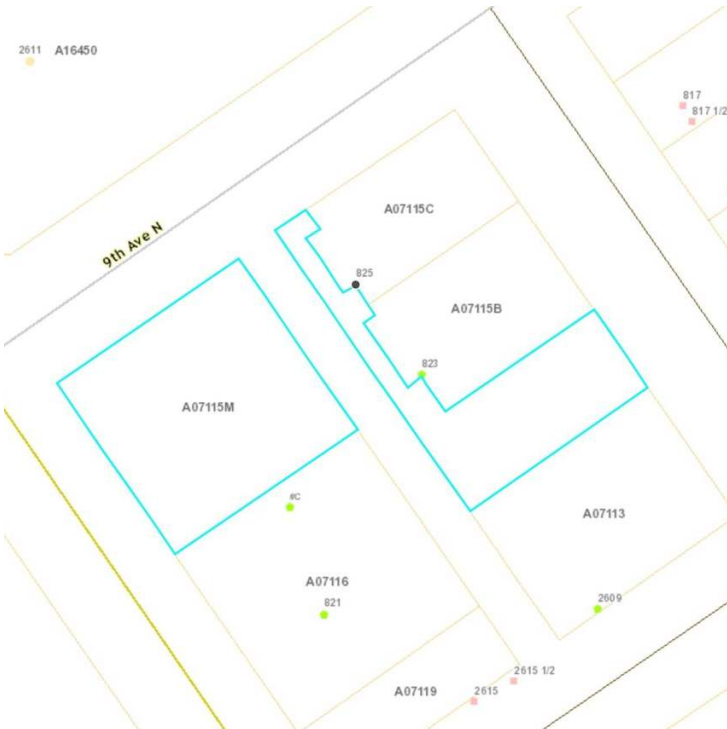 2611 A16450
817
817 1/2
A07115C
9th Ave N
825
A07115B
823
A07115M
#C
A07113
A07116
2609
821
2615 1/2
A07119
2615